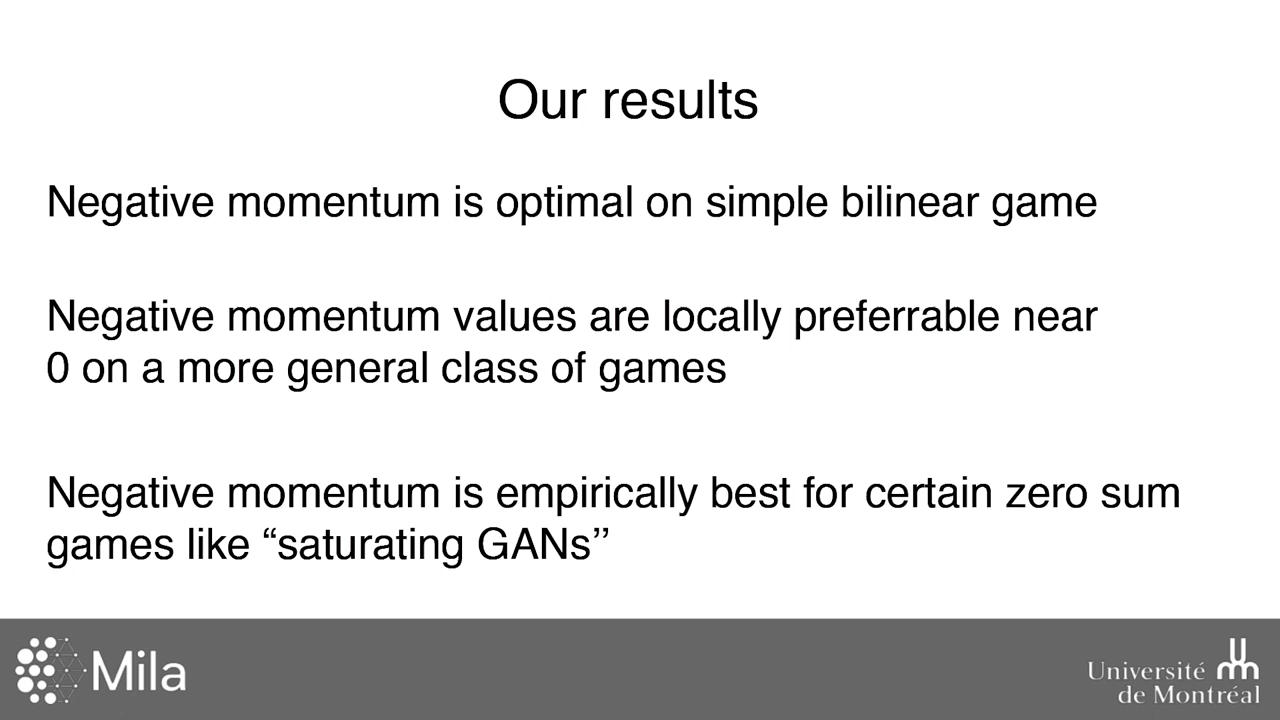 Our results
Negative momentum is optimal on simple bilinear game
Negative momentum values are locally preferrable near
0 on a more general class of games
Negative momentum is empirically best for certain zero sum
games like “saturating GANs’’
Mila
Université
de Montréal